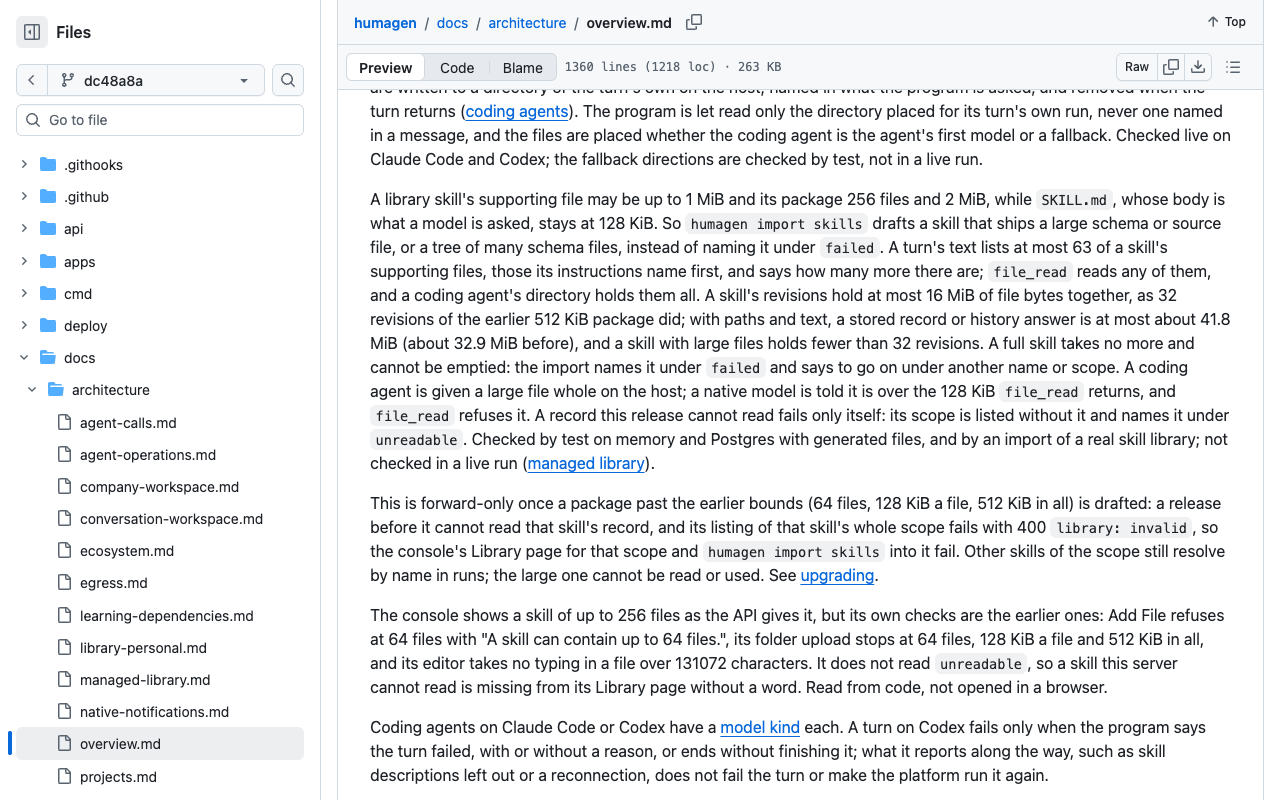 Files
humagen / docs / architecture / overview.md
Top
dc48a8a
Preview
Code
Blame
1360 lines (1218 loc) · 263 KB
Raw
Go to file
.githooks
.github
api
apps
cmd
deploy
docs
architecture
agent-calls.md
agent-operations.md
company-workspace.md
conversation-workspace.md
ecosystem.md
egress.md
learning-dependencies.md
library-personal.md
managed-library.md
native-notifications.md
overview.md
projects.md
are written to a directory of the turn's own on the host, named in what the program is asked, and removed when the
turn returns (coding agents). The program is let read only the directory placed for its turn's own run, never one named
in a message, and the files are placed whether the coding agent is the agent's first model or a fallback. Checked live on
Claude Code and Codex; the fallback directions are checked by test, not in a live run.
A library skill's supporting file may be up to 1 MiB and its package 256 files and 2 MiB, while SKILL.md, whose body is
what a model is asked, stays at 128 KiB. So humagen import skills drafts a skill that ships a large schema or source
file, or a tree of many schema files, instead of naming it under failed. A turn's text lists at most 63 of a skill's
supporting files, those its instructions name first, and says how many more there are; file_read reads any of them,
and a coding agent's directory holds them all. A skill's revisions hold at most 16 MiB of file bytes together, as 32
revisions of the earlier 512 KiB package did; with paths and text, a stored record or history answer is at most about 41.8
MiB (about 32.9 MiB before), and a skill with large files holds fewer than 32 revisions. A full skill takes no more and
cannot be emptied: the import names it under failed and says to go on under another name or scope. A coding
agent is given a large file whole on the host; a native model is told it is over the 128 KiB file_read returns, and
file_read refuses it. A record this release cannot read fails only itself: its scope is listed without it and names it under
unreadable. Checked by test on memory and Postgres with generated files, and by an import of a real skill library; not
checked in a live run (managed library).
This is forward-only once a package past the earlier bounds (64 files, 128 KiB a file, 512 KiB in all) is drafted: a release
before it cannot read that skill's record, and its listing of that skill's whole scope fails with 400 library: invalid, so
the console's Library page for that scope and humagen import skills into it fail. Other skills of the scope still resolve
by name in runs; the large one cannot be read or used. See upgrading.
The console shows a skill of up to 256 files as the API gives it, but its own checks are the earlier ones: Add File refuses
at 64 files with "A skill can contain up to 64 files.", its folder upload stops at 64 files, 128 KiB a file and 512 KiB in all,
and its editor takes no typing in a file over 131072 characters. It does not read unreadable, so a skill this server
cannot read is missing from its Library page without a word. Read from code, not opened in a browser.
Coding agents on Claude Code or Codex have a model kind each. A turn on Codex fails only when the program says
the turn failed, with or without a reason, or ends without finishing it; what it reports along the way, such as skill
descriptions left out or a reconnection, does not fail the turn or make the platform run it again.